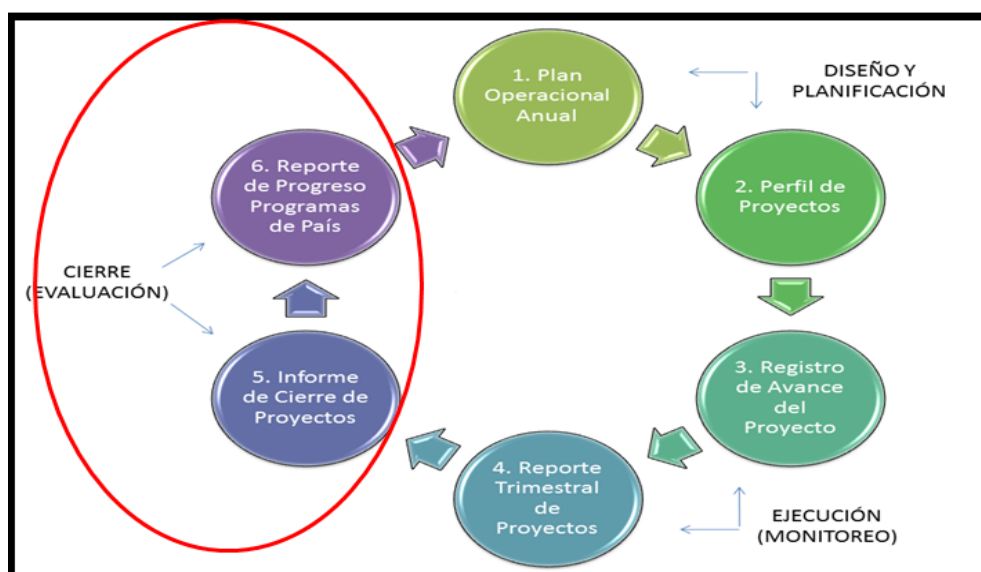 1. Plan
Operacional
Anual
DISEÑO Y
PLANIFICACIÓN
2. Perfil de
Proyectos
3. Registro
de Avance
del
Proyecto
EJECUCIÓN
(MONITOREO)
4. Reporte
Trimestral
de
Proyectos
5. Informe
de Cierre de
Proyectos
CIERRE
(EVALUACIÓN)
6. Reporte
de Progreso
Programas
de País